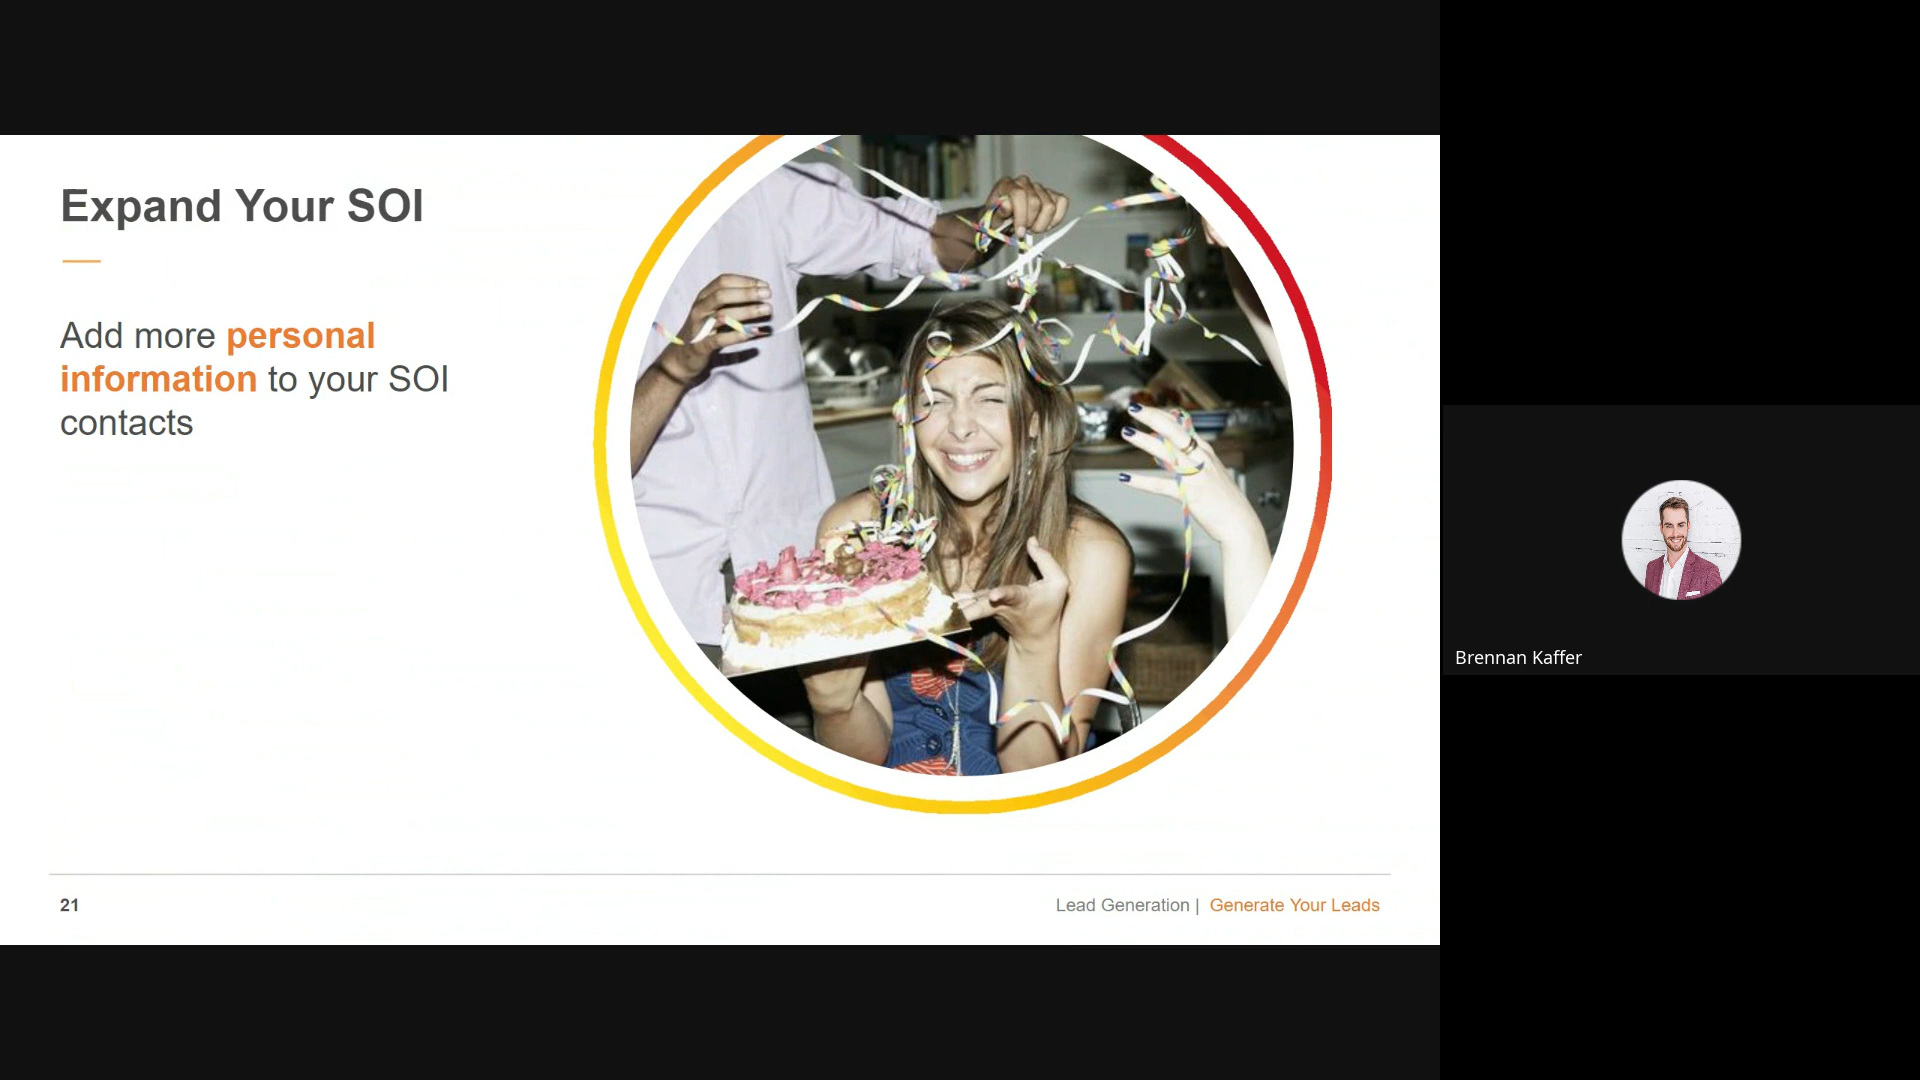 Expand Your SOI
Add more personal
information to your SOI
contacts
21
Lead Generation | Generate Your Leads
Brennan Kaffer